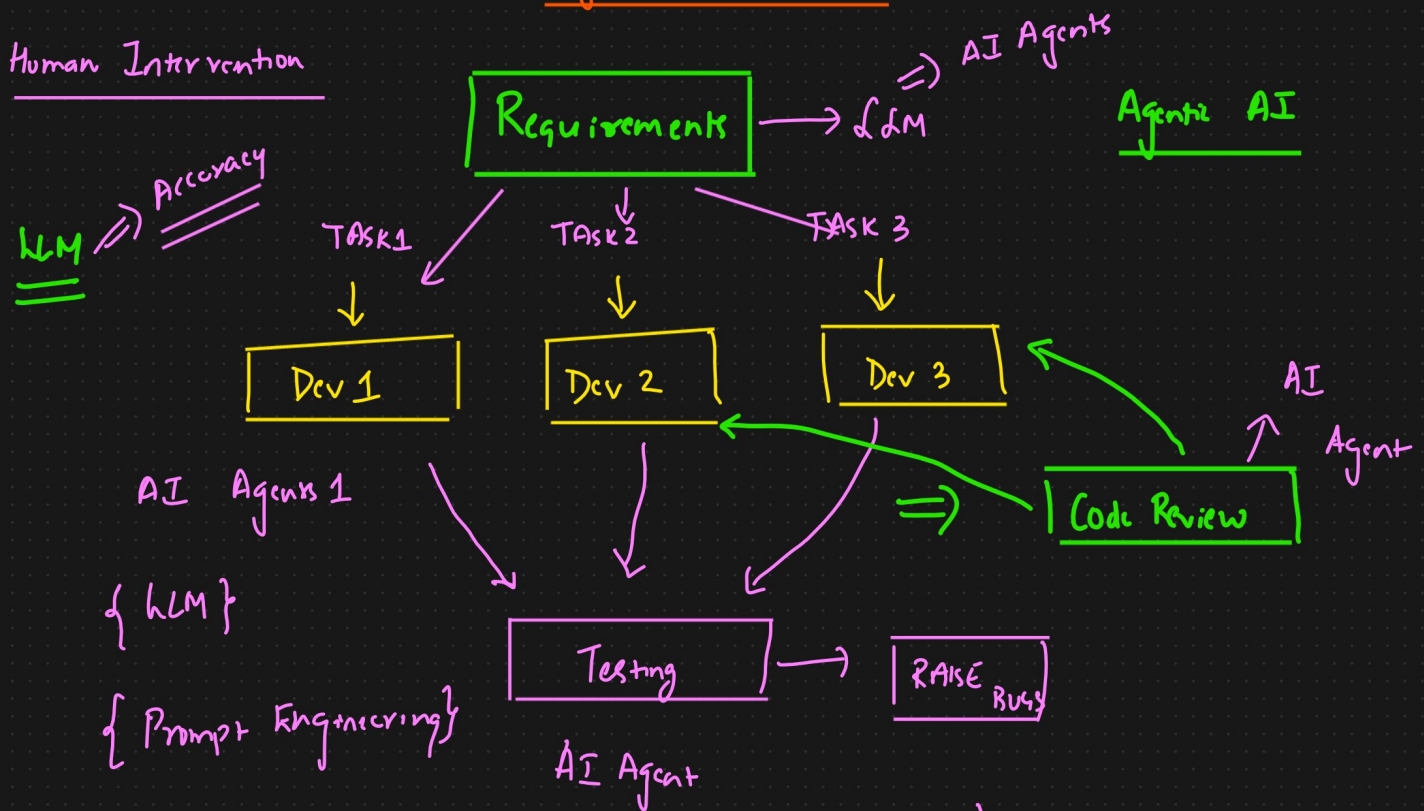 Human Intervention
Requirements
LLM
AI Agents
Agentic AI
LLM
Accuracy
TASK1
TASK2
TASK 3
Dev 1
Dev 2
Dev 3
AI Agents 1
Code Review
AI
Agent
{ LLM }
{ Prompt Engineering }
Testing
RAISE
BUGS
AI Agent